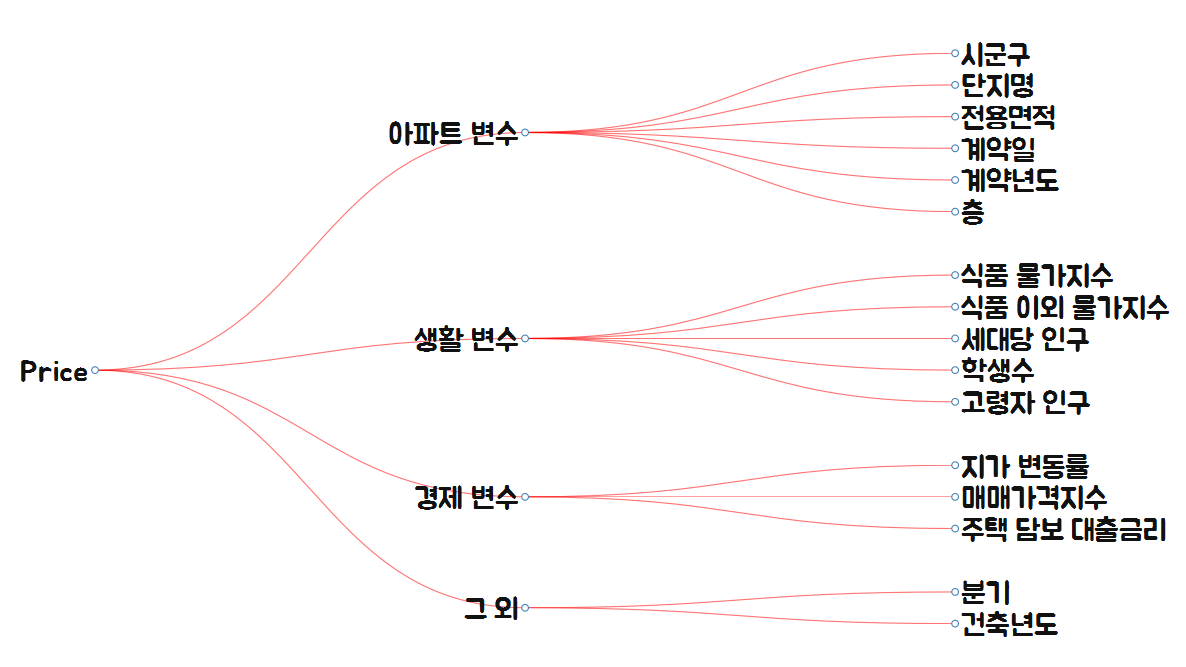 Price
아파트 변수
시군구
단지명
전용면적
계약일
계약년도
층
생활 변수
식품 물가지수
식품 이외 물가지수
세대당 인구
학생수
고령자 인구
경제 변수
지가 변동률
매매가격지수
주택 담보 대출금리
그 외
분기
건축년도